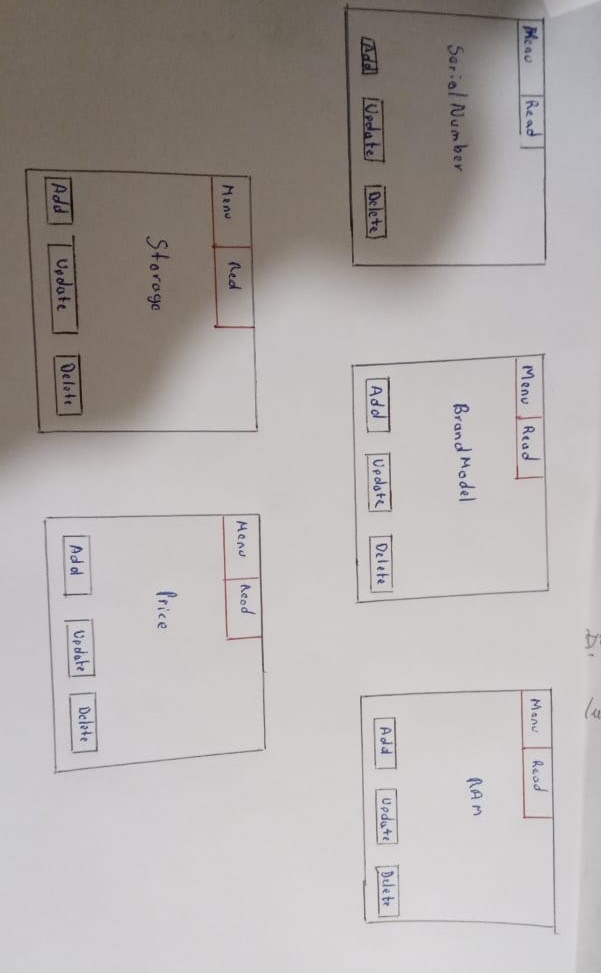 Menu Read
Serial Number
Add Update Delete
Menu Read
Brand Model
Add Update Delete
Menu Read
RAM
Add Update Delete
Menu Red
Storage
Add Update Delete
Menu Read
Price
Add Update Delete